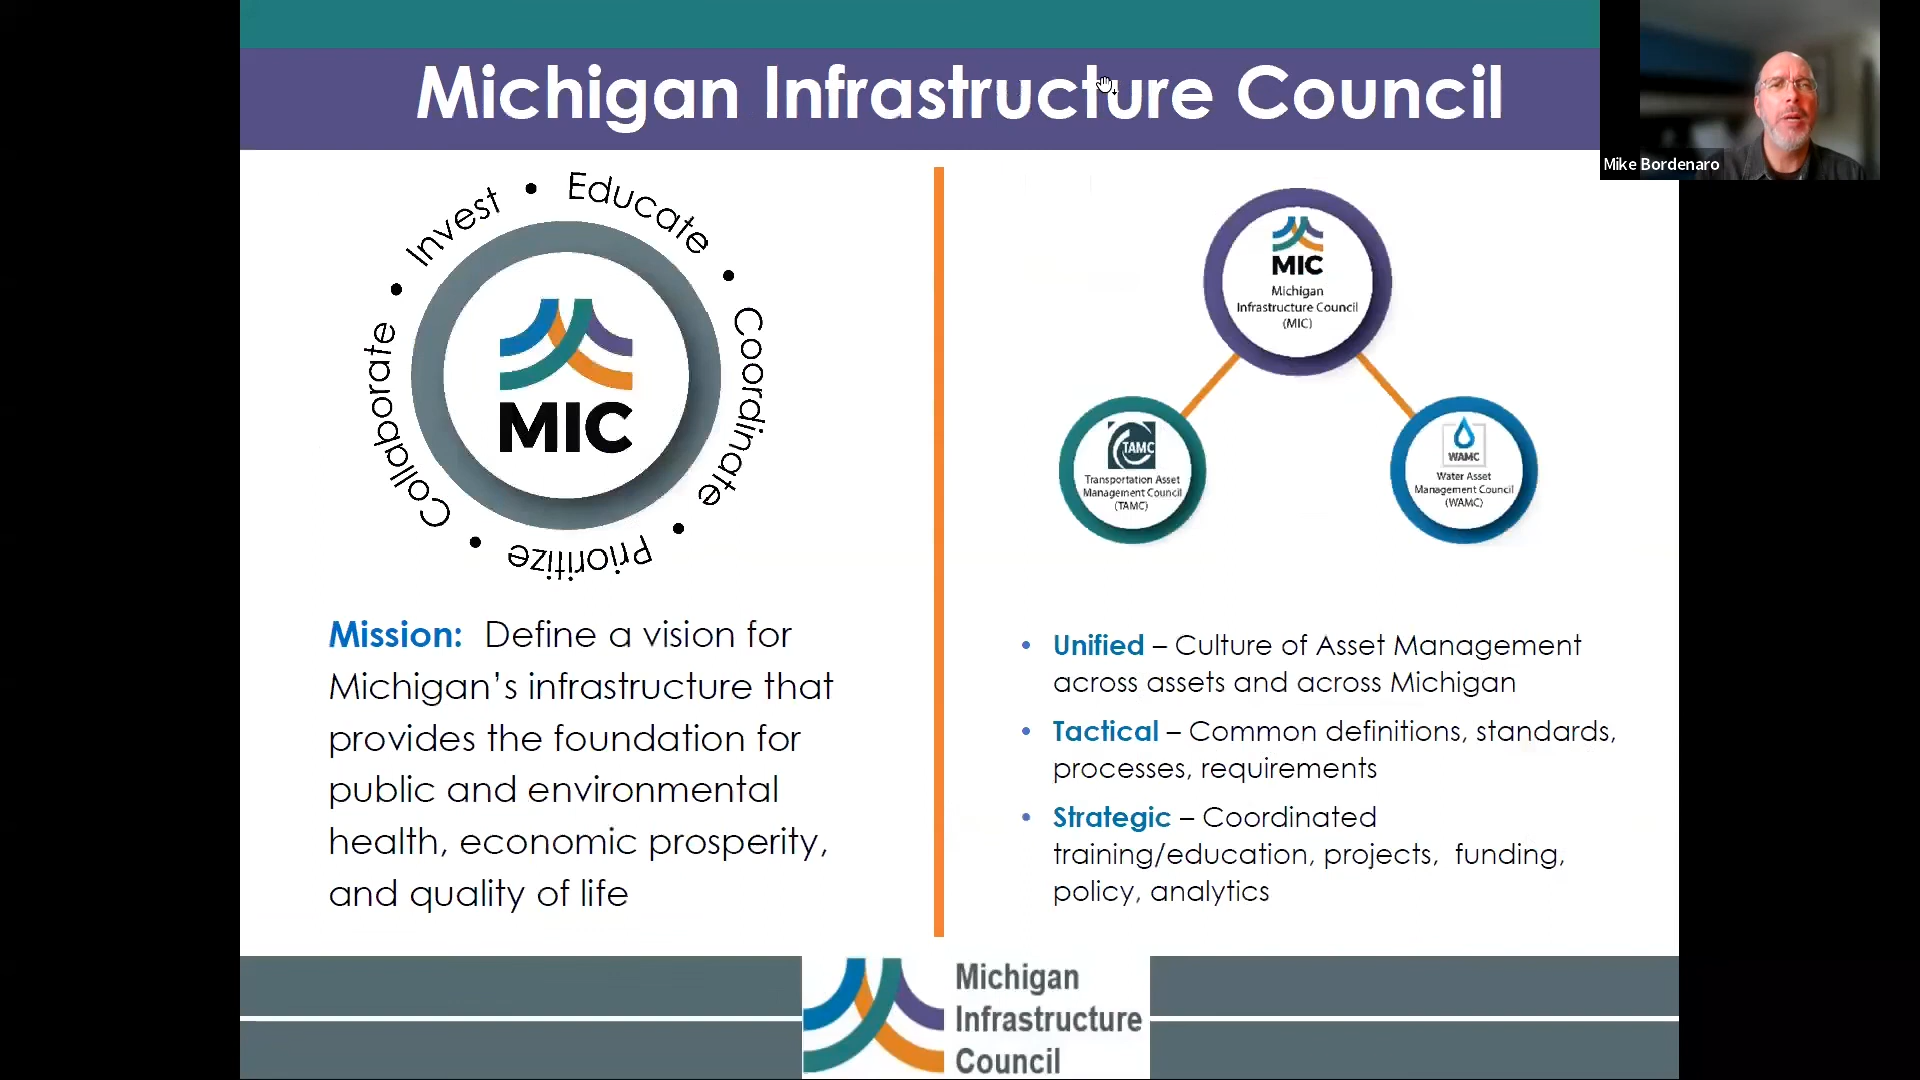 Michigan Infrastructure Council
Mike Bordenaro
Invest • Educate • Coordinate • Prioritize • Collaborate •
MIC
Mission: Define a vision for
Michigan's infrastructure that
provides the foundation for
public and environmental
health, economic prosperity,
and quality of life
MIC
Michigan
Infrastructure Council
(MIC)
TAMC
Transportation Asset
Management Council
(TAMC)
WAMC
Water Asset
Management Council
(WAMC)
• Unified – Culture of Asset Management
across assets and across Michigan
• Tactical – Common definitions, standards,
processes, requirements
• Strategic – Coordinated
training/education, projects, funding,
policy, analytics
Michigan
Infrastructure
Council